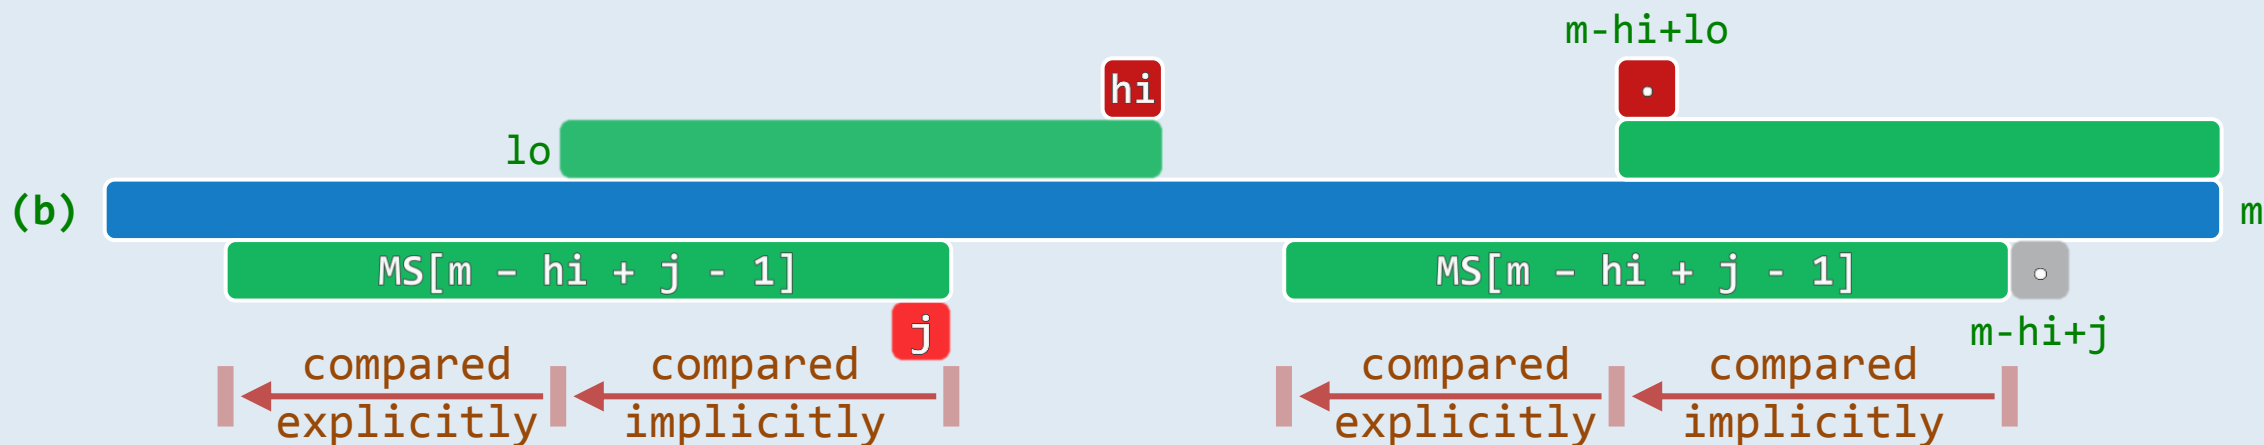 m-hi+lo
hi
lo
(b)
m
MS[m – hi + j - 1]
MS[m – hi + j - 1]
j
m-hi+j
compared compared compared compared
explicitly implicitly explicitly implicitly